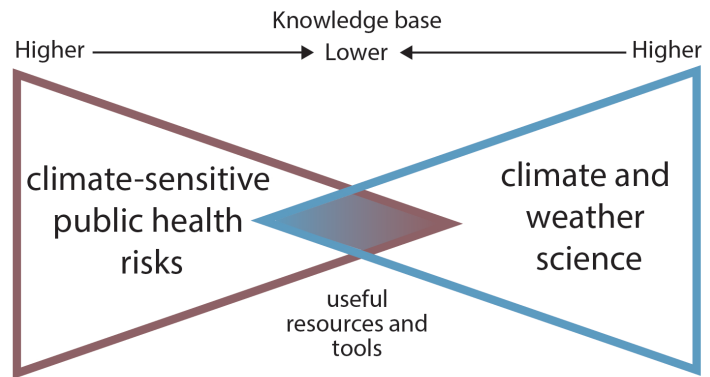 Knowledge base
Higher
Lower
Higher
climate-sensitive
public health
risks
climate and
weather
science
useful
resources and
tools